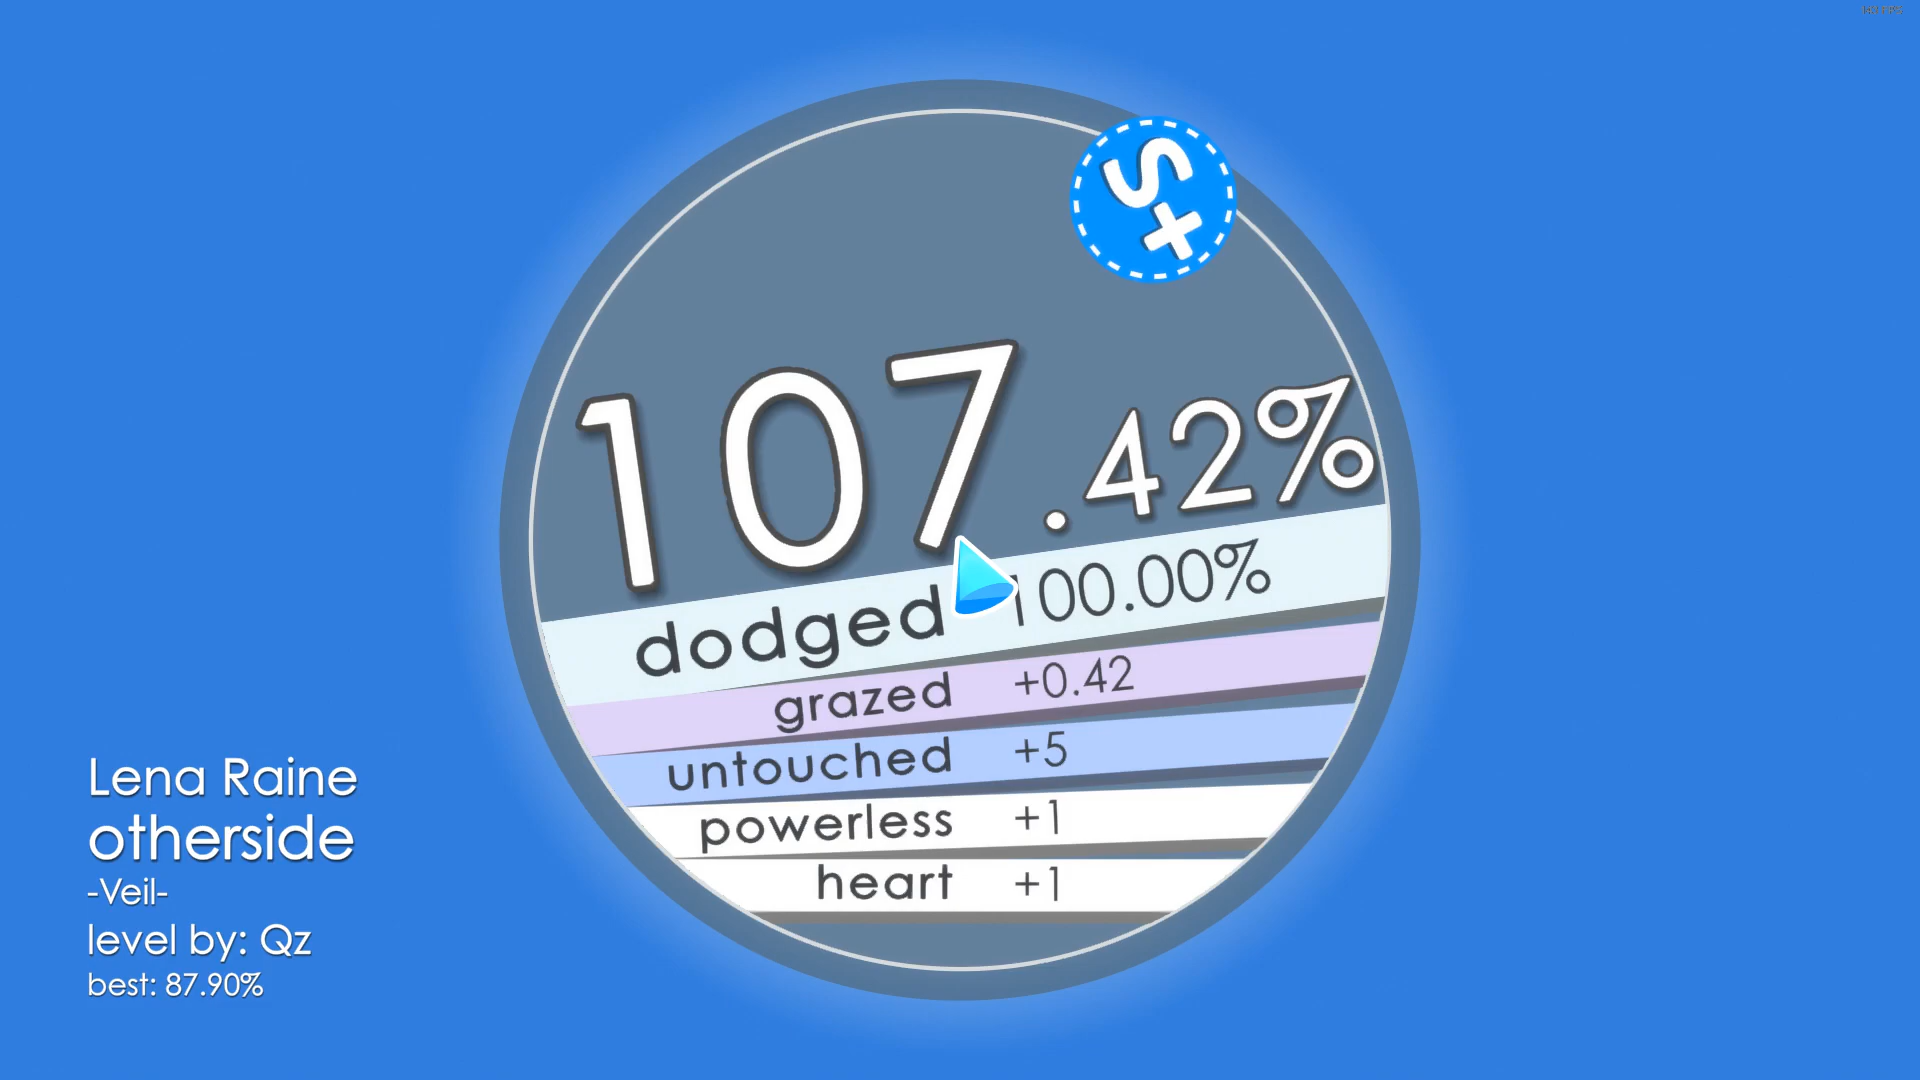 S+
107.42%
dodged 100.00%
grazed +0.42
untouched +5
powerless +1
heart +1
Lena Raine
otherside
-Veil-
level by: Qz
best: 87.90%